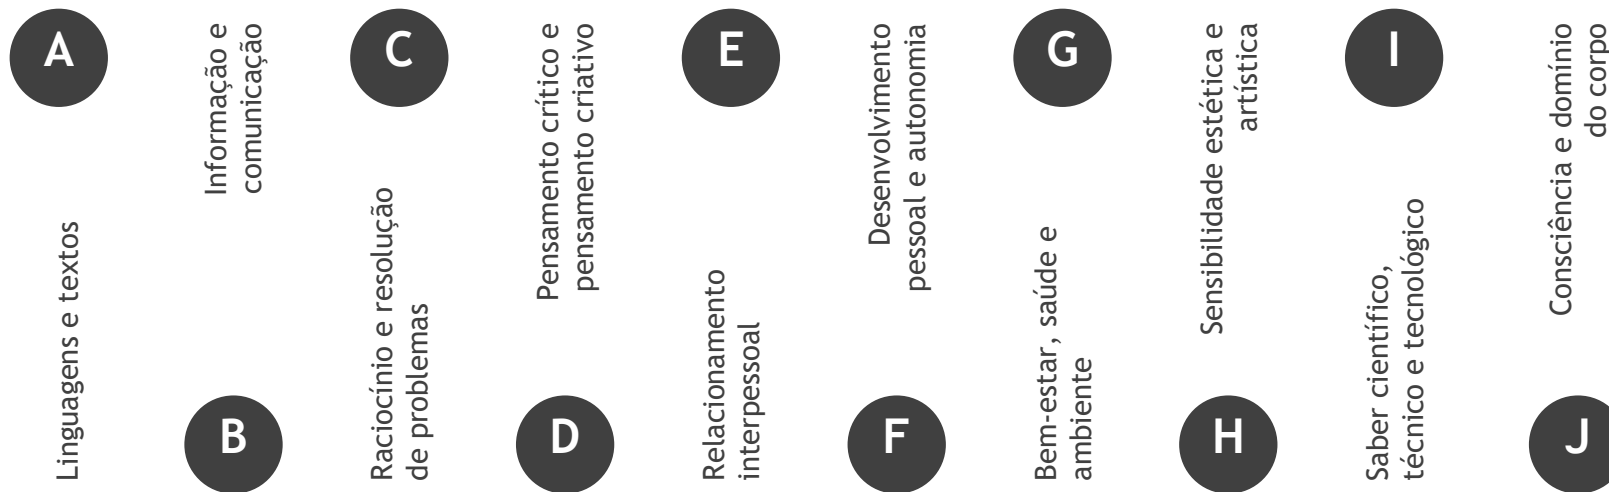 A
Linguagens e textos
Informação e
comunicação
B
C
Raciocínio e resolução
de problemas
Pensamento crítico e
pensamento criativo
D
E
Relacionamento
interpessoal
Desenvolvimento
pessoal e autonomia
F
G
Bem-estar, saúde e
ambiente
Sensibilidade estética e
artística
H
I
Saber científico,
técnico e tecnológico
Consciência e domínio
do corpo
J